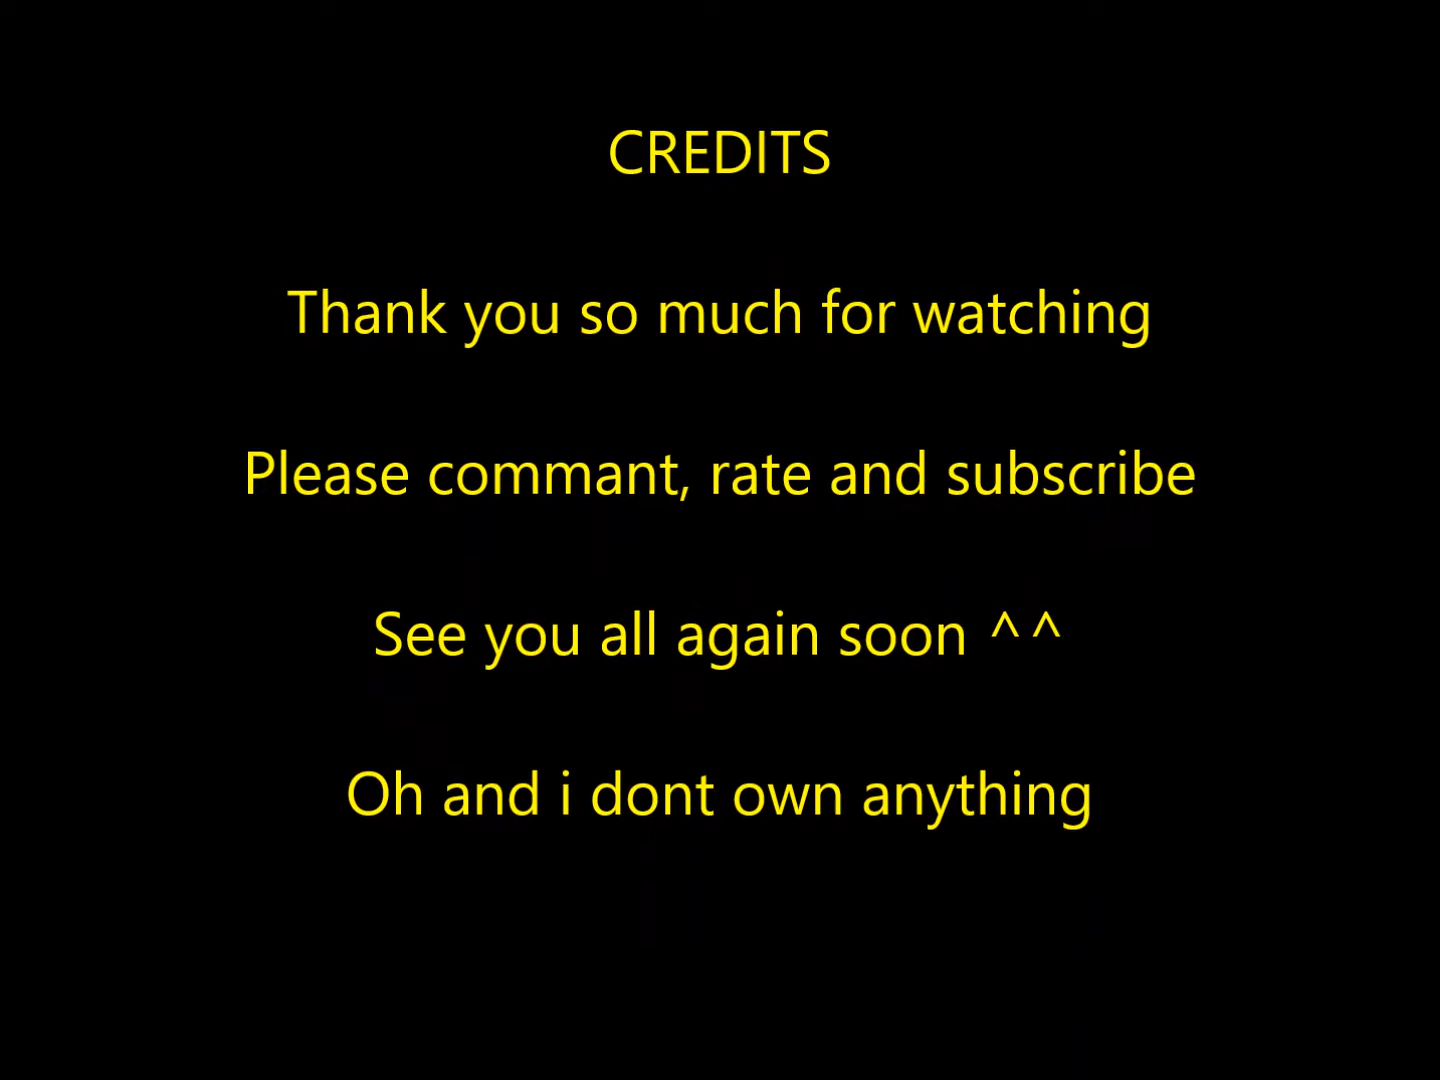 CREDITS
Thank you so much for watching
Please commant, rate and subscribe
See you all again soon ^^
Oh and i dont own anything